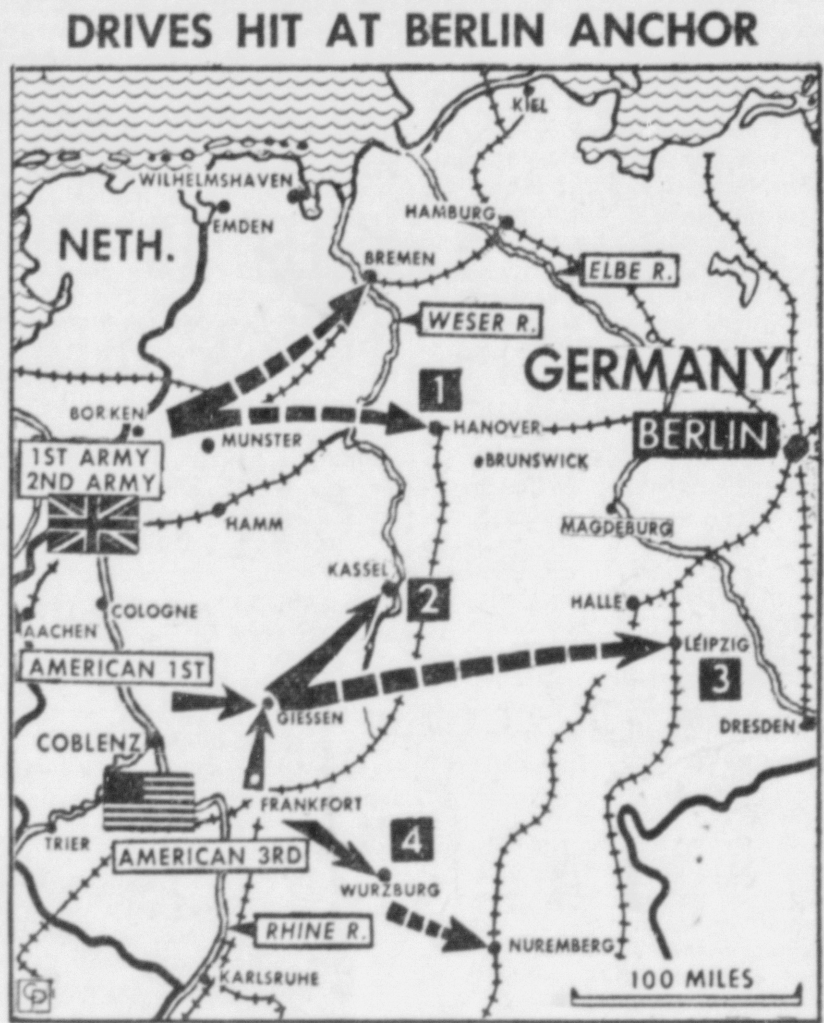 DRIVES HIT AT BERLIN ANCHOR
KIEL
WILHELMSHAVEN
EMDEN
HAMBURG
NETH.
BREMEN
ELBE R.
WESER R.
GERMANY
1
BORKEN
HANOVER
BERLIN
MUNSTER
1ST ARMY
2ND ARMY
BRUNSWICK
HAMM
MAGDEBURG
KASSEL
2
HALLE
COLOGNE
AACHEN
LEIPZIG
AMERICAN 1ST
3
GIESSEN
DRESDEN
COBLENZ
FRANKFORT
TRIER
4
AMERICAN 3RD
WURZBURG
RHINE R.
NUREMBERG
KARLSRUHE
100 MILES
CP